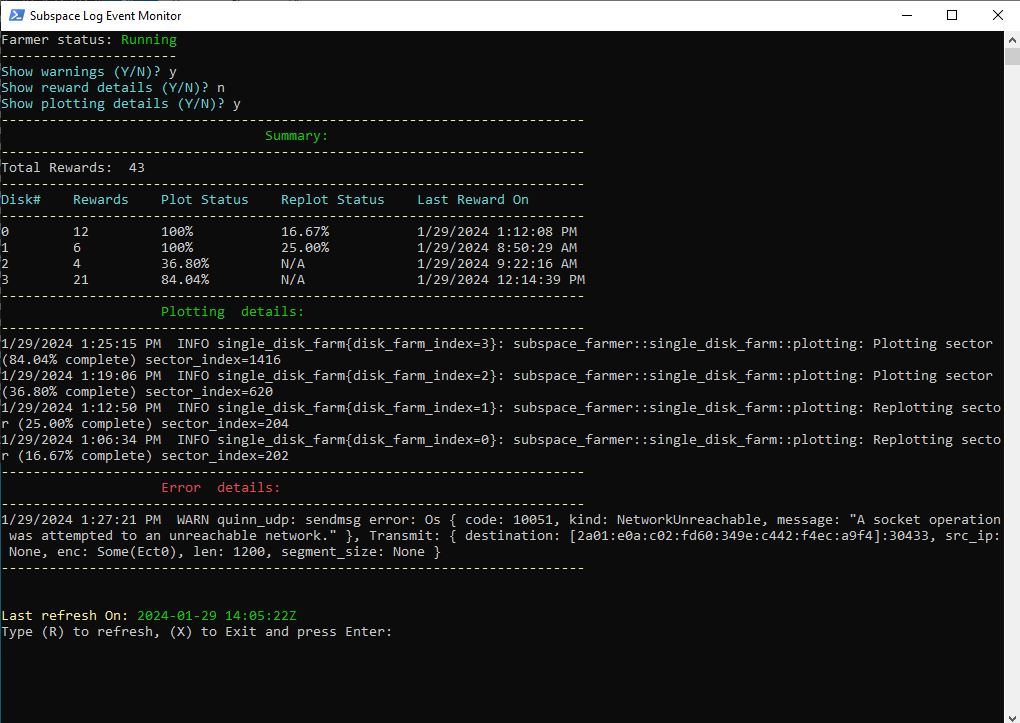 Subspace Log Event Monitor
Farmer status: Running
----------------------
Show warnings (Y/N)? y
Show reward details (Y/N)? n
Show plotting details (Y/N)? y
-------------------------------------------------------------------------
Summary:
-------------------------------------------------------------------------
Total Rewards:  43
-------------------------------------------------------------------------
Disk#    Rewards    Plot Status    Replot Status    Last Reward On
-------------------------------------------------------------------------
0        12         100%           16.67%           1/29/2024 1:12:08 PM
1        6          100%           25.00%           1/29/2024 8:50:29 AM
2        4          36.80%         N/A              1/29/2024 9:22:16 AM
3        21         84.04%         N/A              1/29/2024 12:14:39 PM
-------------------------------------------------------------------------
Plotting  details:
-------------------------------------------------------------------------
1/29/2024 1:25:15 PM  INFO single_disk_farm{disk_farm_index=3}: subspace_farmer::single_disk_farm::plotting: Plotting sector
(84.04% complete) sector_index=1416
1/29/2024 1:19:06 PM  INFO single_disk_farm{disk_farm_index=2}: subspace_farmer::single_disk_farm::plotting: Plotting sector
(36.80% complete) sector_index=620
1/29/2024 1:12:50 PM  INFO single_disk_farm{disk_farm_index=1}: subspace_farmer::single_disk_farm::plotting: Replotting secto
r (25.00% complete) sector_index=204
1/29/2024 1:06:34 PM  INFO single_disk_farm{disk_farm_index=0}: subspace_farmer::single_disk_farm::plotting: Replotting secto
r (16.67% complete) sector_index=202
-------------------------------------------------------------------------
Error  details:
-------------------------------------------------------------------------
1/29/2024 1:27:21 PM  WARN quinn_udp: sendmsg error: Os { code: 10051, kind: NetworkUnreachable, message: "A socket operation
was attempted to an unreachable network." }, Transmit: { destination: [2a01:e0a:c02:fd60:349e:c442:f4ec:a9f4]:30433, src_ip:
None, enc: Some(Ect0), len: 1200, segment_size: None }
-------------------------------------------------------------------------
Last refresh On: 2024-01-29 14:05:22Z
Type (R) to refresh, (X) to Exit and press Enter: